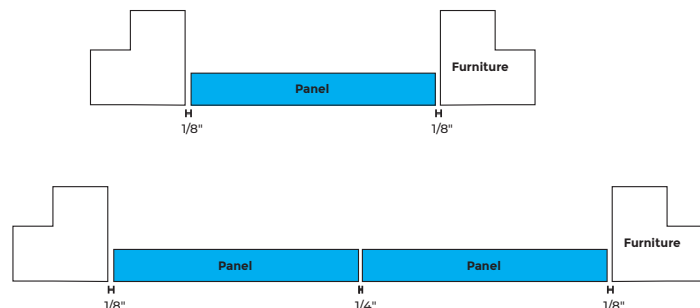 Furniture
Panel
1/8" 1/8"
Furniture
Panel Panel
1/8" 1/4" 1/8"